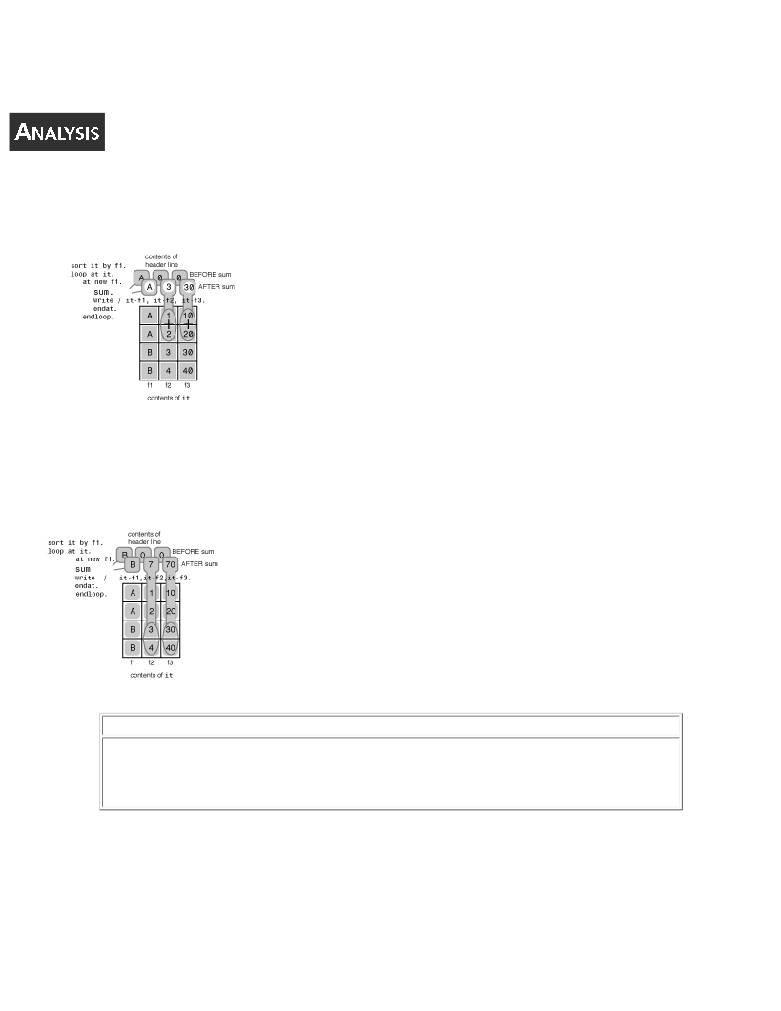 ANALYSIS
contents of
header line
sort it by f1.
loop at it.
at new f1.
sum.
write / it-f1, it-f2, it-f3.
endat.
endloop.
A 0 0 BEFORE sum
A 3 30 AFTER sum
A 1 10
A 2 20
B 3 30
B 4 40
f1 f2 f3
contents of it
contents of
header line
sort it by f1.
loop at it.
at new f1.
sum
write / it-f1,it-f2,it-f3.
endat.
endloop.
B 0 0 BEFORE sum
B 7 70 AFTER sum
A 1 10
A 2 20
B 3 30
B 4 40
f f2 f3
contents of it